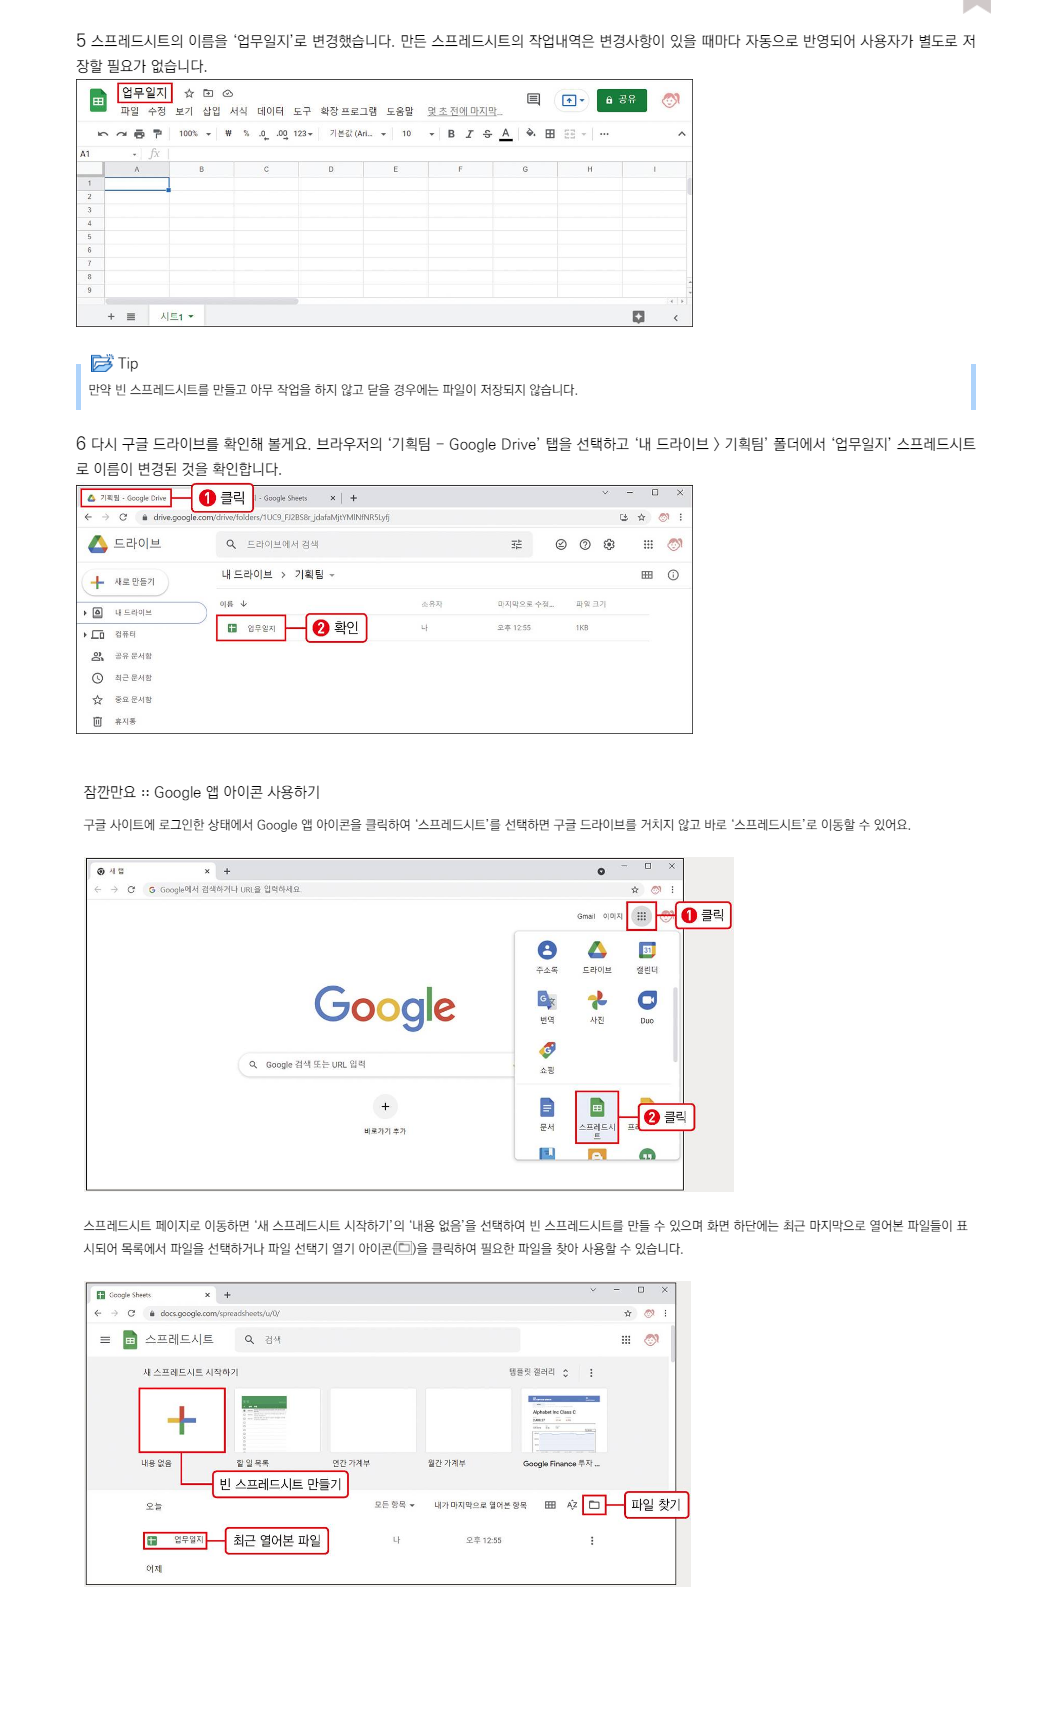 5 스프레드시트의 이름을 ‘업무일지’로 변경했습니다. 만든 스프레드시트의 작업내역은 변경사항이 있을 때마다 자동으로 반영되어 사용자가 별도로 저
장할 필요가 없습니다.
업무일지
파일 수정 보기 삽입 서식 데이터 도구 확장 프로그램 도움말 몇 초 전에 마지막...
공유
100% ₩ % .0 .00 123 기본값 (Ari... 10 B I S A
A1 fx
A B C D E F G H I
1
2
3
4
5
6
7
8
9
+ 시트1
Tip
만약 빈 스프레드시트를 만들고 아무 작업을 하지 않고 닫을 경우에는 파일이 저장되지 않습니다.
6 다시 구글 드라이브를 확인해 볼게요. 브라우저의 ‘기획팀 – Google Drive’ 탭을 선택하고 ‘내 드라이브 > 기획팀’ 폴더에서 ‘업무일지’ 스프레드시트
로 이름이 변경된 것을 확인합니다.
기획팀 - Google Drive
1 클릭
- Google Sheets
drive.google.com/drive/folders/1UC9_FJ2BS8r_jdafaMjtYMlNfNR5Lyfj
드라이브
드라이브에서 검색
새로 만들기
내 드라이브 > 기획팀
이름 소유자 마지막으로 수정... 파일 크기
내 드라이브
업무일지 2 확인 나 오후 12:55 1KB
컴퓨터
공유 문서함
최근 문서함
중요 문서함
휴지통
잠깐만요 :: Google 앱 아이콘 사용하기
구글 사이트에 로그인한 상태에서 Google 앱 아이콘을 클릭하여 ‘스프레드시트’를 선택하면 구글 드라이브를 거치지 않고 바로 ‘스프레드시트’로 이동할 수 있어요.
새 탭
Google에서 검색하거나 URL을 입력하세요.
Gmail 이미지
1 클릭
주소록 드라이브 캘린더
31
Google
번역 사진 Duo
Google 검색 또는 URL 입력
쇼핑
바로가기 추가
문서 스프레드시
트
프
2 클릭
스프레드시트 페이지로 이동하면 ‘새 스프레드시트 시작하기’의 ‘내용 없음’을 선택하여 빈 스프레드시트를 만들 수 있으며 화면 하단에는 최근 마지막으로 열어본 파일들이 표
시되어 목록에서 파일을 선택하거나 파일 선택기 열기 아이콘( )을 클릭하여 필요한 파일을 찾아 사용할 수 있습니다.
Google Sheets
docs.google.com/spreadsheets/u/0/
스프레드시트
검색
새 스프레드시트 시작하기
템플릿 갤러리
Alphabet Inc Class C
내용 없음 할 일 목록 연간 가계부 월간 가계부 Google Finance 투자 ...
빈 스프레드시트 만들기
오늘 모든 항목 내가 마지막으로 열어본 항목 AZ 파일 찾기
업무일지 최근 열어본 파일 나 오후 12:55
어제